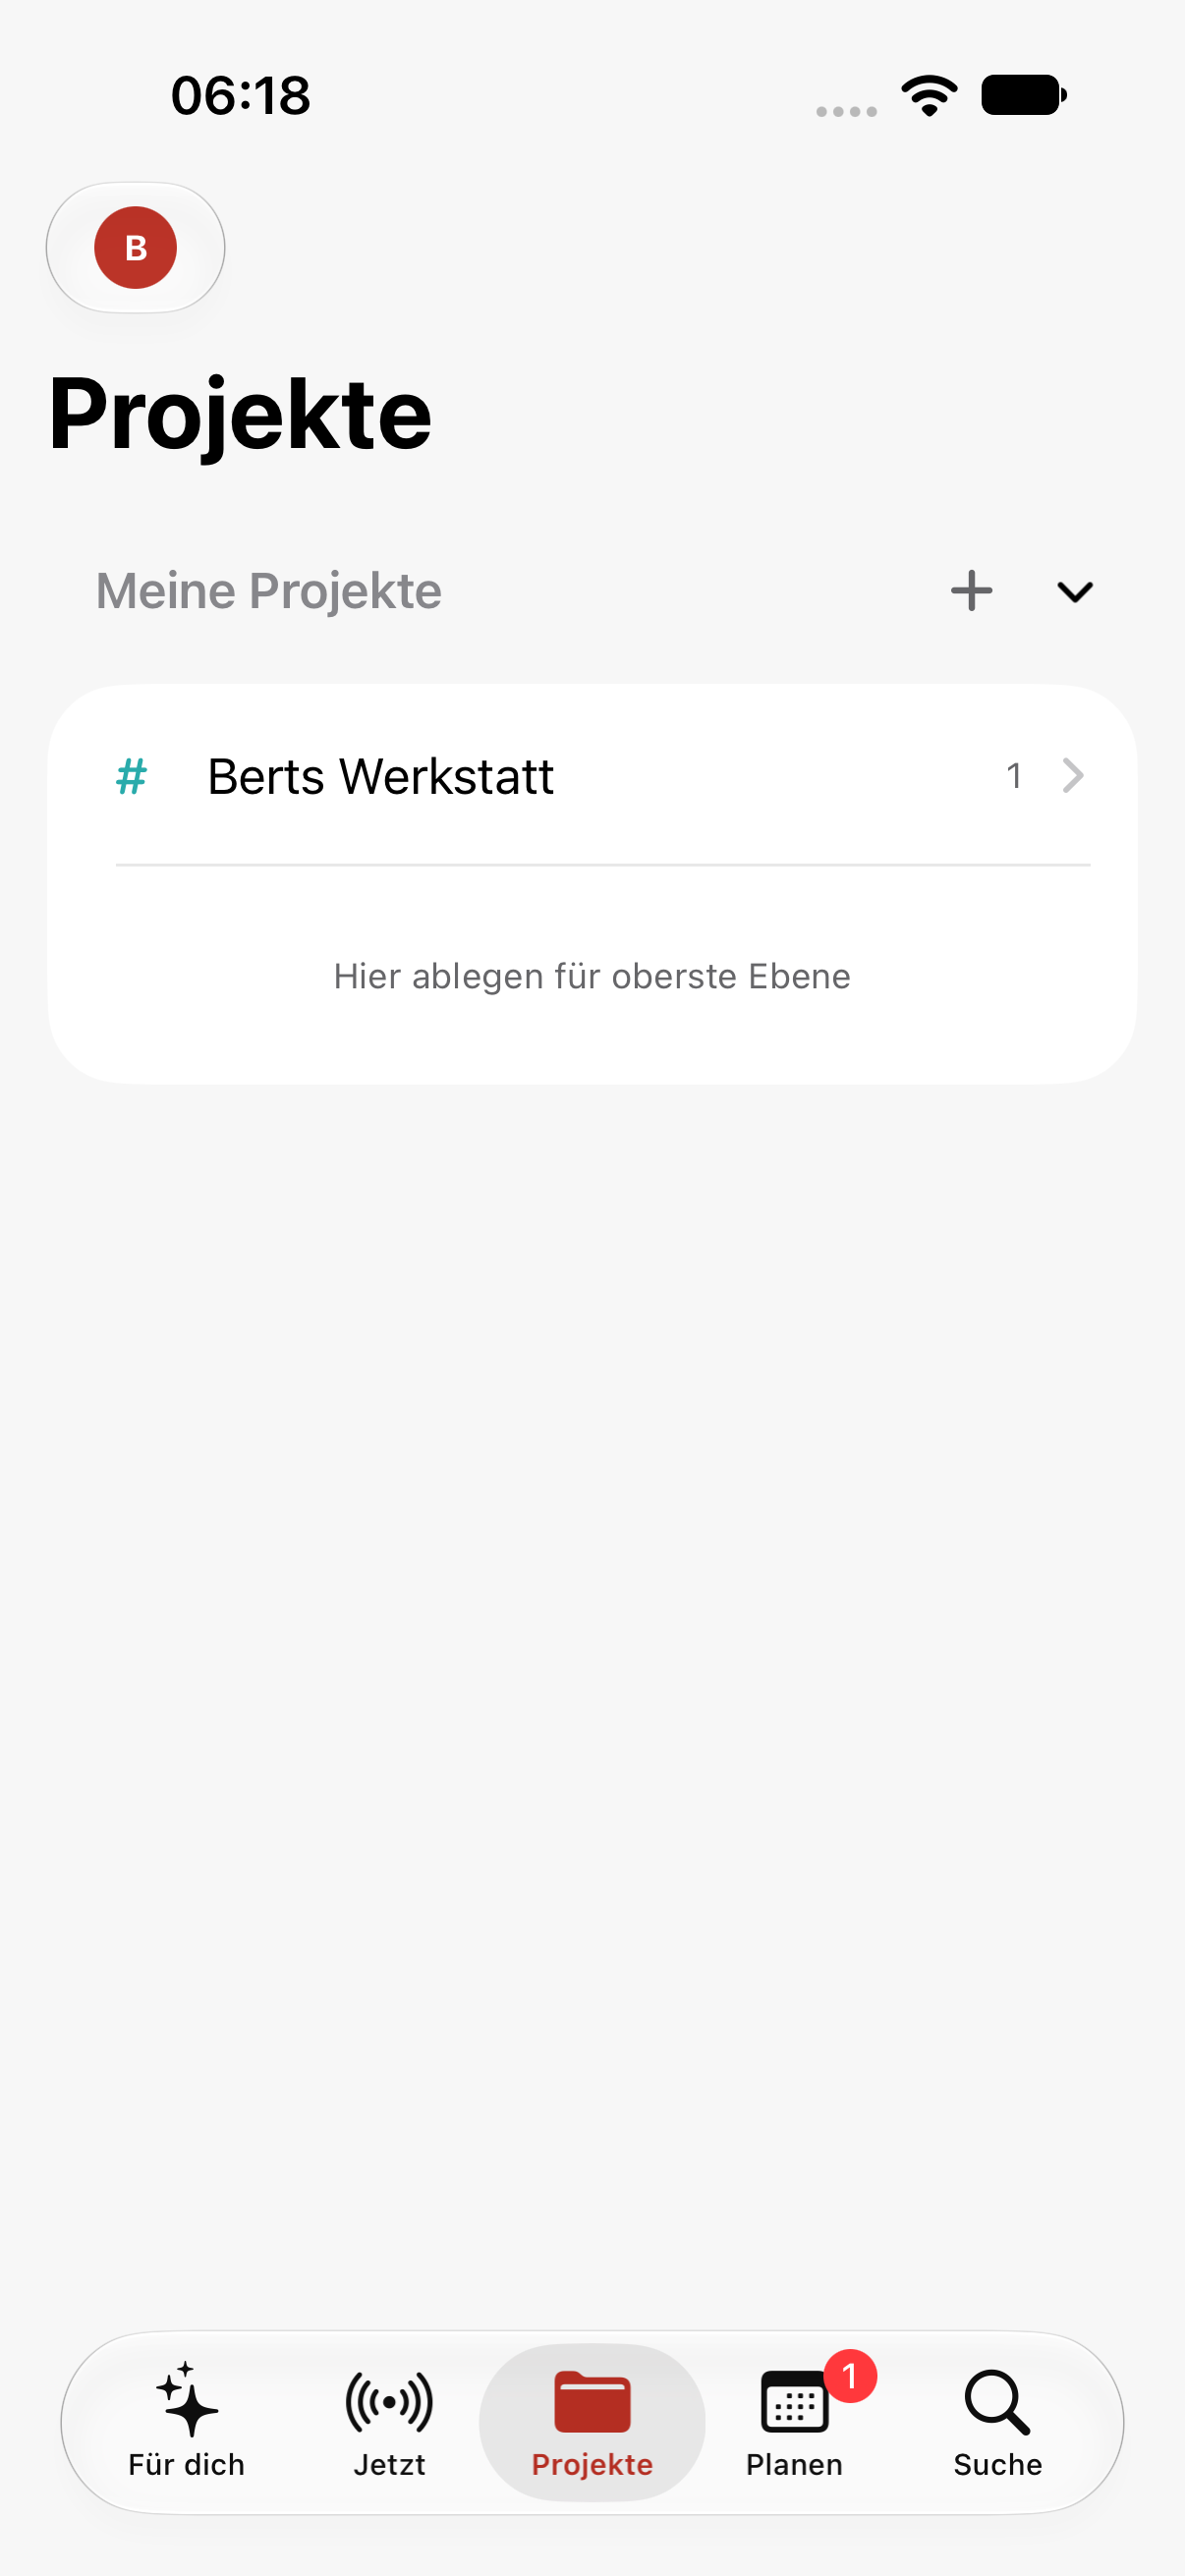 06:18
B
Projekte
Meine Projekte
# Berts Werkstatt 1
Hier ablegen für oberste Ebene
1
Für dich Jetzt Projekte Planen Suche